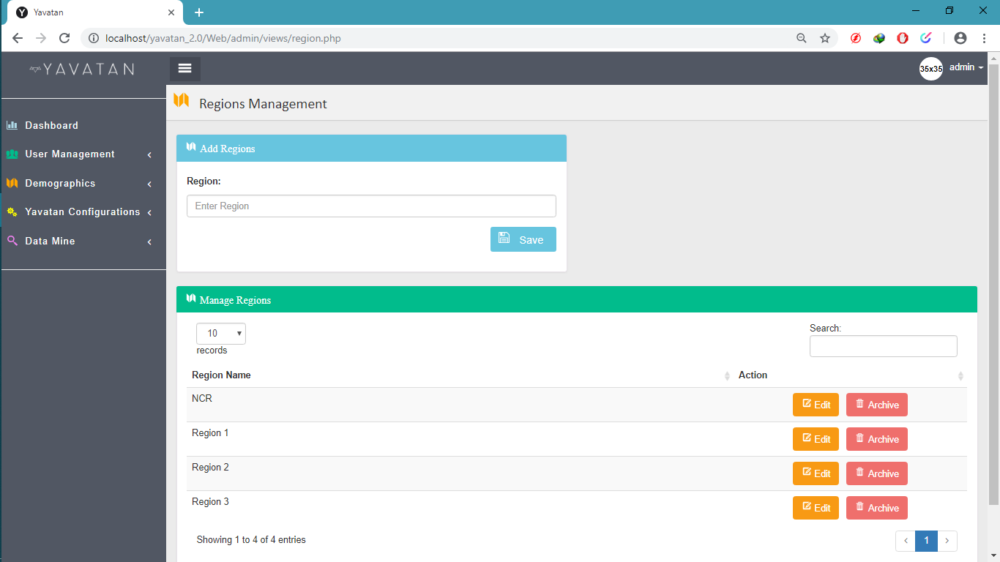 Y Yavatan
localhost/yavatan_2.0/Web/admin/views/region.php
YAVATAN
35x35 admin
Regions Management
Dashboard
User Management
Demographics
Yavatan Configurations
Data Mine
Add Regions
Region:
Enter Region
Save
Manage Regions
10
records
Search:
Region Name Action
NCR Edit Archive
Region 1 Edit Archive
Region 2 Edit Archive
Region 3 Edit Archive
Showing 1 to 4 of 4 entries
‹ 1 ›